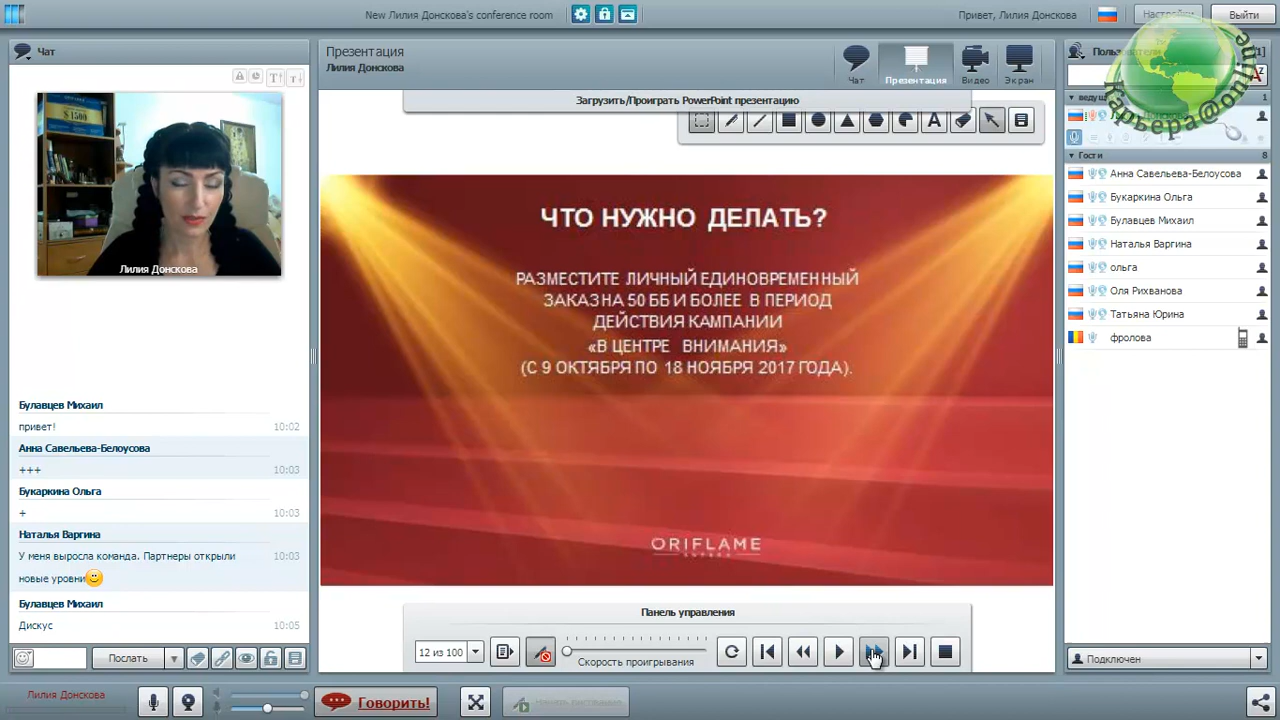 New Лилия Донскова's conference room
Привет, Лилия Донскова
Настройки
Выйти
Чат
$ 1500
Лилия Донскова
Булавцев Михаил
привет!
10:02
Анна Савельева-Белоусова
+++
10:03
Букаркина Ольга
+
10:03
Наталья Варгина
У меня выросла команда. Партнеры открыли
10:03
новые уровни
Булавцев Михаил
Дискус
10:05
Послать
Презентация
Лилия Донскова
Чат
Презентация
Видео
Экран
Загрузить/Проиграть PowerPoint презентацию
ЧТО НУЖНО ДЕЛАТЬ?
РАЗМЕСТИТЕ ЛИЧНЫЙ ЕДИНОВРЕМЕННЫЙ
ЗАКАЗ НА 50 ББ И БОЛЕЕ В ПЕРИОД
ДЕЙСТВИЯ КАМПАНИИ
«В ЦЕНТРЕ ВНИМАНИЯ»
(С 9 ОКТЯБРЯ ПО 18 НОЯБРЯ 2017 ГОДА).
ORIFLAME
Панель управления
12 из 100
Скорость проигрывания
Карьера@online
1
Гости
8
Анна Савельева-Белоусова
Букаркина Ольга
Булавцев Михаил
Наталья Варгина
ольга
Оля Рихванова
Татьяна Юрина
фролова
Подключен
Лилия Донскова
Говорить!